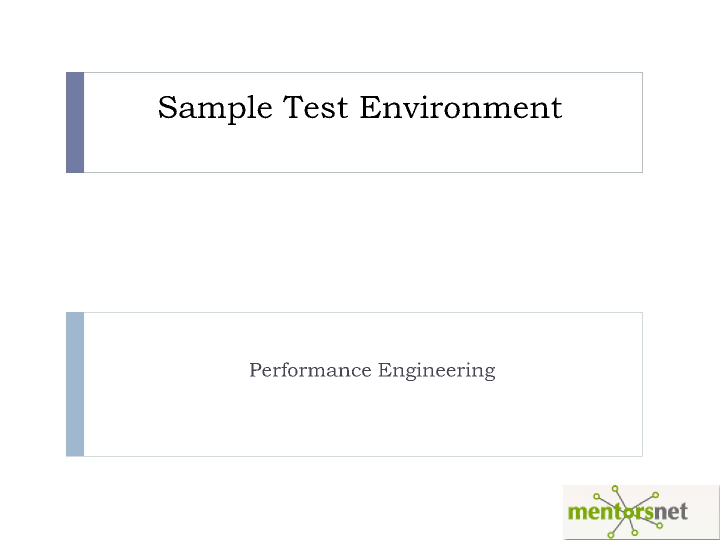 Sample Test Environment
Performance Engineering
mentorsnet